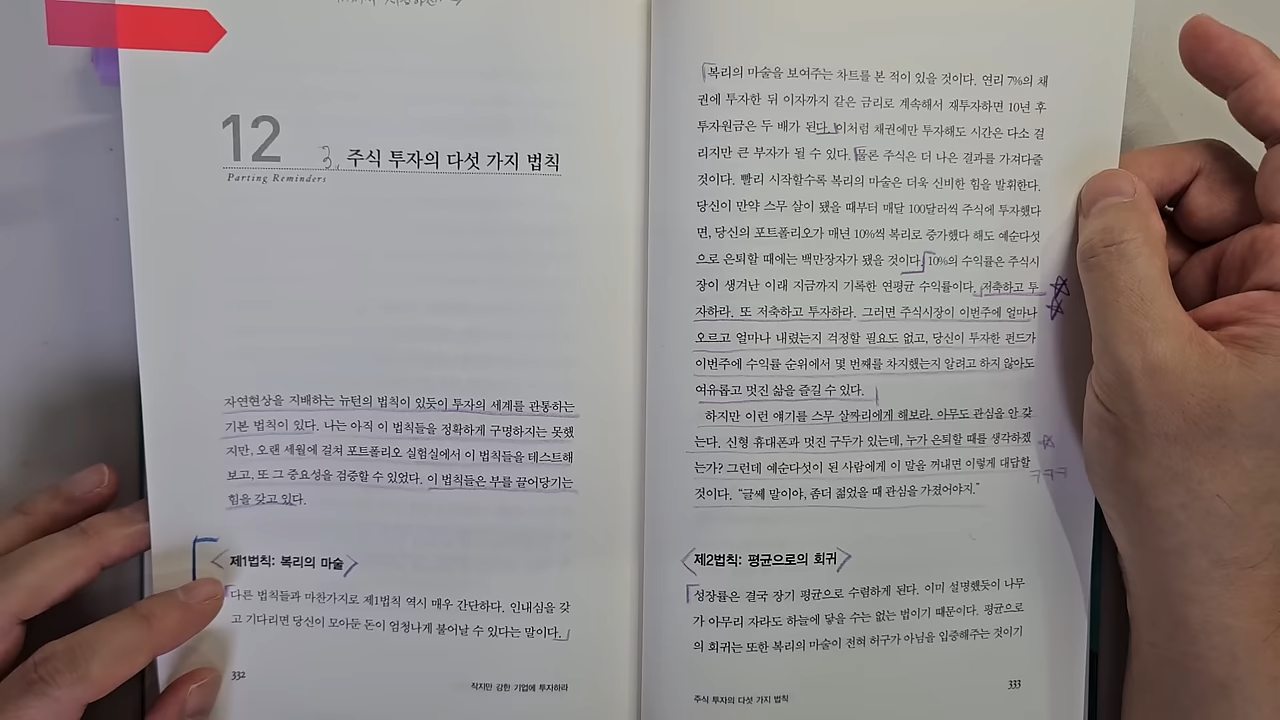 12
3. 주식 투자의 다섯 가지 법칙
Parting Reminders
자연현상을 지배하는 뉴턴의 법칙이 있듯이 투자의 세계를 관통하는
기본 법칙이 있다. 나는 아직 이 법칙들을 정확하게 구명하지는 못했
지만, 오랜 세월에 걸쳐 포트폴리오 실험실에서 이 법칙들을 테스트해
보고, 또 그 중요성을 검증할 수 있었다. 이 법칙들은 부를 끌어당기는
힘을 갖고 있다.
<제1법칙: 복리의 마술>
「다른 법칙들과 마찬가지로 제1법칙 역시 매우 간단하다. 인내심을 갖
고 기다리면 당신이 모아둔 돈이 엄청나게 불어날 수 있다는 말이다.」
332
작지만 강한 기업에 투자하라
「복리의 마술을 보여주는 차트를 본 적이 있을 것이다. 연리 7%의 채
권에 투자한 뒤 이자까지 같은 금리로 계속해서 재투자하면 10년 후
투자원금은 두 배가 된다.」이처럼 채권에만 투자해도 시간은 다소 걸
리지만 큰 부자가 될 수 있다.「물론 주식은 더 나은 결과를 가져다줄
것이다. 빨리 시작할수록 복리의 마술은 더욱 신비한 힘을 발휘한다.
당신이 만약 스무 살이 됐을 때부터 매달 100달러씩 주식에 투자했다
면, 당신의 포트폴리오가 매년 10%씩 복리로 증가했다 해도 예순다섯
으로 은퇴할 때에는 백만장자가 됐을 것이다.」「10%의 수익률은 주식시
장이 생겨난 이래 지금까지 기록한 연평균 수익률이다.」저축하고 투
자하라. 또 저축하고 투자하라. 그러면 주식시장이 이번주에 얼마나
오르고 얼마나 내렸는지 걱정할 필요도 없고, 당신이 투자한 펀드가
이번주에 수익률 순위에서 몇 번째를 차지했는지 알려고 하지 않아도
여유롭고 멋진 삶을 즐길 수 있다.
하지만 이런 얘기를 스무 살짜리에게 해보라. 아무도 관심을 안 갖
는다. 신형 휴대폰과 멋진 구두가 있는데, 누가 은퇴할 때를 생각하겠
는가? 그런데 예순다섯이 된 사람에게 이 말을 꺼내면 이렇게 대답할
ㅋㅋㅋ
것이다. “글쎄 말이야, 좀더 젊었을 때 관심을 가졌어야지.”
<제2법칙: 평균으로의 회귀>
「성장률은 결국 장기 평균으로 수렴하게 된다. 이미 설명했듯이 나무
가 아무리 자라도 하늘에 닿을 수는 없는 법이기 때문이다. 평균으로
의 회귀는 또한 복리의 마술이 전혀 허구가 아님을 입증해주는 것이기
주식 투자의 다섯 가지 법칙
333